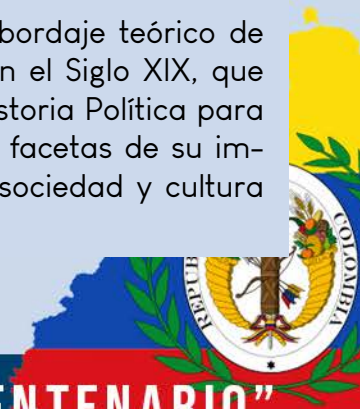 bordaje teórico de
n el Siglo XIX, que
storia Política para
facetas de su im-
sociedad y cultura
REPUB
COLOMBIA
ENTENARIO”